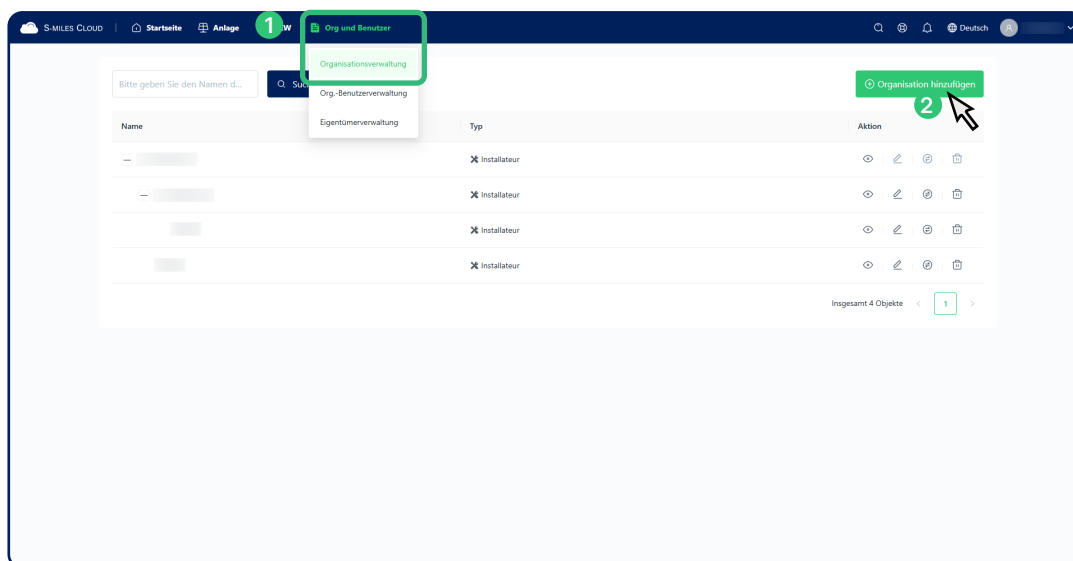 S-MILES CLOUD Startseite Anlage 1 W Org und Benutzer Deutsch A
Organisationsverwaltung
Org.-Benutzerverwaltung
Eigentümerverwaltung
Bitte geben Sie den Namen d... Suc
Organisation hinzufügen
2
Name Typ Aktion
Installateur
Installateur
Installateur
Installateur
Insgesamt 4 Objekte < 1 >